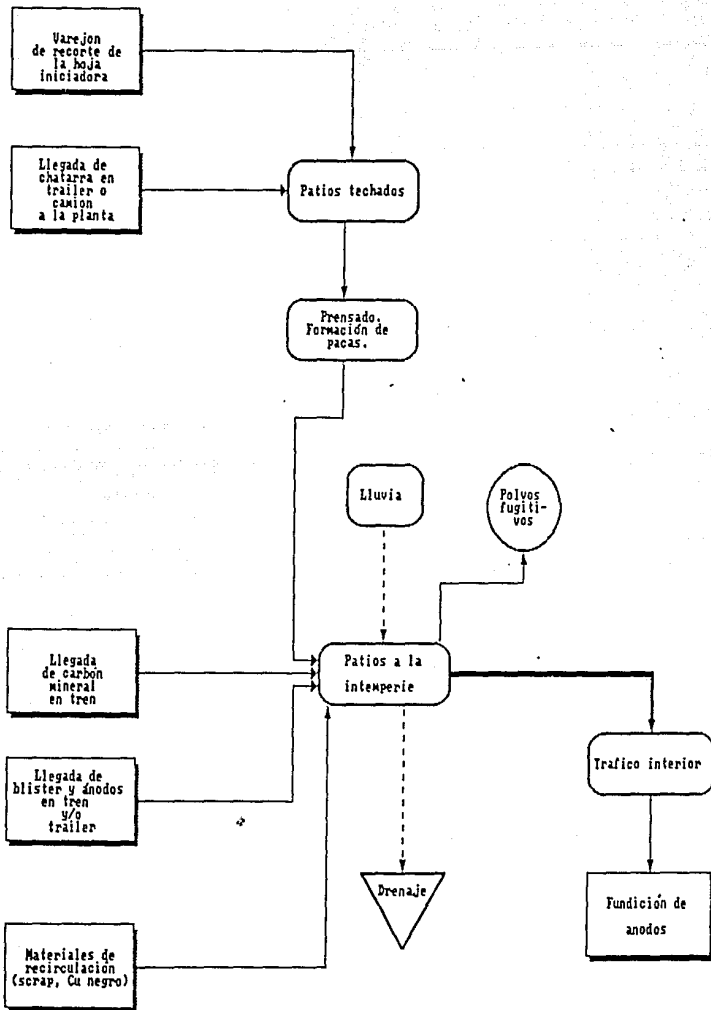 Varejon
de recorte de
la hoja
iniciadora
Llegada de
chatarra en
trailer o
camion
a la planta
Patios techados
Prensado.
Formación de
pacas.
Lluvia
Polvos
fugiti-
vos
Llegada
de carbón
mineral
en tren
Patios a la
intemperie
Llegada de
blister y ánodos
en tren
y/o
trailer
Trafico interior
Drenaje
Fundición de
anodos
Materiales de
recirculación
(scrap, Cu negro)